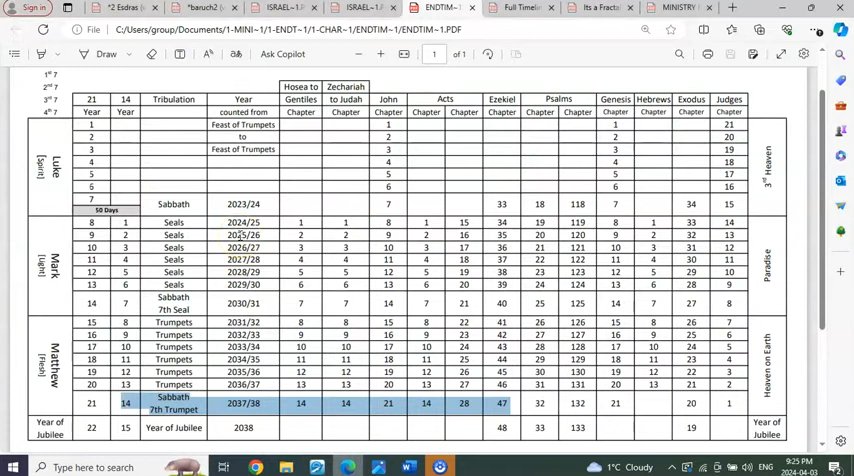 Sign in
*2 Esdras
*baruch2
ISRAEL~1
ISRAEL~1
ENDTIM~1
Full Timele
Its a Fractal
MINISTRY
C:/Users/group/Documents/1-MINI~1/1-ENDT~1/1-CHAR~1/ENDTIM~1/ENDTIM~1.PDF
Draw
Ask Copilot
1 of 1
1st 7
2nd 7 Hosea to Zechariah
3rd 7 21 14 Tribulation Year Gentiles to Judah John Acts Ezekiel Psalms Genesis Hebrews Exodus Judges
4th 7 Year Year counted from Chapter Chapter Chapter Chapter Chapter Chapter Chapter Chapter Chapter Chapter Chapter
Luke [Spirit]
1 Feast of Trumpets 1 1 21
2 to 2 2 20
3 Feast of Trumpets 3 3 19
4 4 4 18
5 5 5 17
6 6 6 16
7 Sabbath 2023/24 7 33 18 118 7 34 15
50 Days
3rd Heaven
Mark [Light]
8 1 Seals 2024/25 1 1 8 1 15 34 19 119 8 1 33 14
9 2 Seals 2025/26 2 2 9 2 16 35 20 120 9 2 32 13
10 3 Seals 2026/27 3 3 10 3 17 36 21 121 10 3 31 12
11 4 Seals 2027/28 4 4 11 4 18 37 22 122 11 4 30 11
12 5 Seals 2028/29 5 5 12 5 19 38 23 123 12 5 29 10
13 6 Seals 2029/30 6 6 13 6 20 39 24 124 13 6 28 9
14 7 Sabbath 7th Seal 2030/31 7 7 14 7 21 40 25 125 14 7 27 8
Paradise
Matthew [Flesh]
15 8 Trumpets 2031/32 8 8 15 8 22 41 26 126 15 8 26 7
16 9 Trumpets 2032/33 9 9 16 9 23 42 27 127 16 9 25 6
17 10 Trumpets 2033/34 10 10 17 10 24 43 28 128 17 10 24 5
18 11 Trumpets 2034/35 11 11 18 11 25 44 29 129 18 11 23 4
19 12 Trumpets 2035/36 12 12 19 12 26 45 30 130 19 12 22 3
20 13 Trumpets 2036/37 13 13 20 13 27 46 31 131 20 13 21 2
21 14 Sabbath 7th Trumpet 2037/38 14 14 21 14 28 47 32 132 21 20 1
Heaven on Earth
Year of Jubilee 22 15 Year of Jubilee 2038 48 33 133 19 Year of Jubilee
Type here to search
1°C Cloudy
9:25 PM
2024-04-03